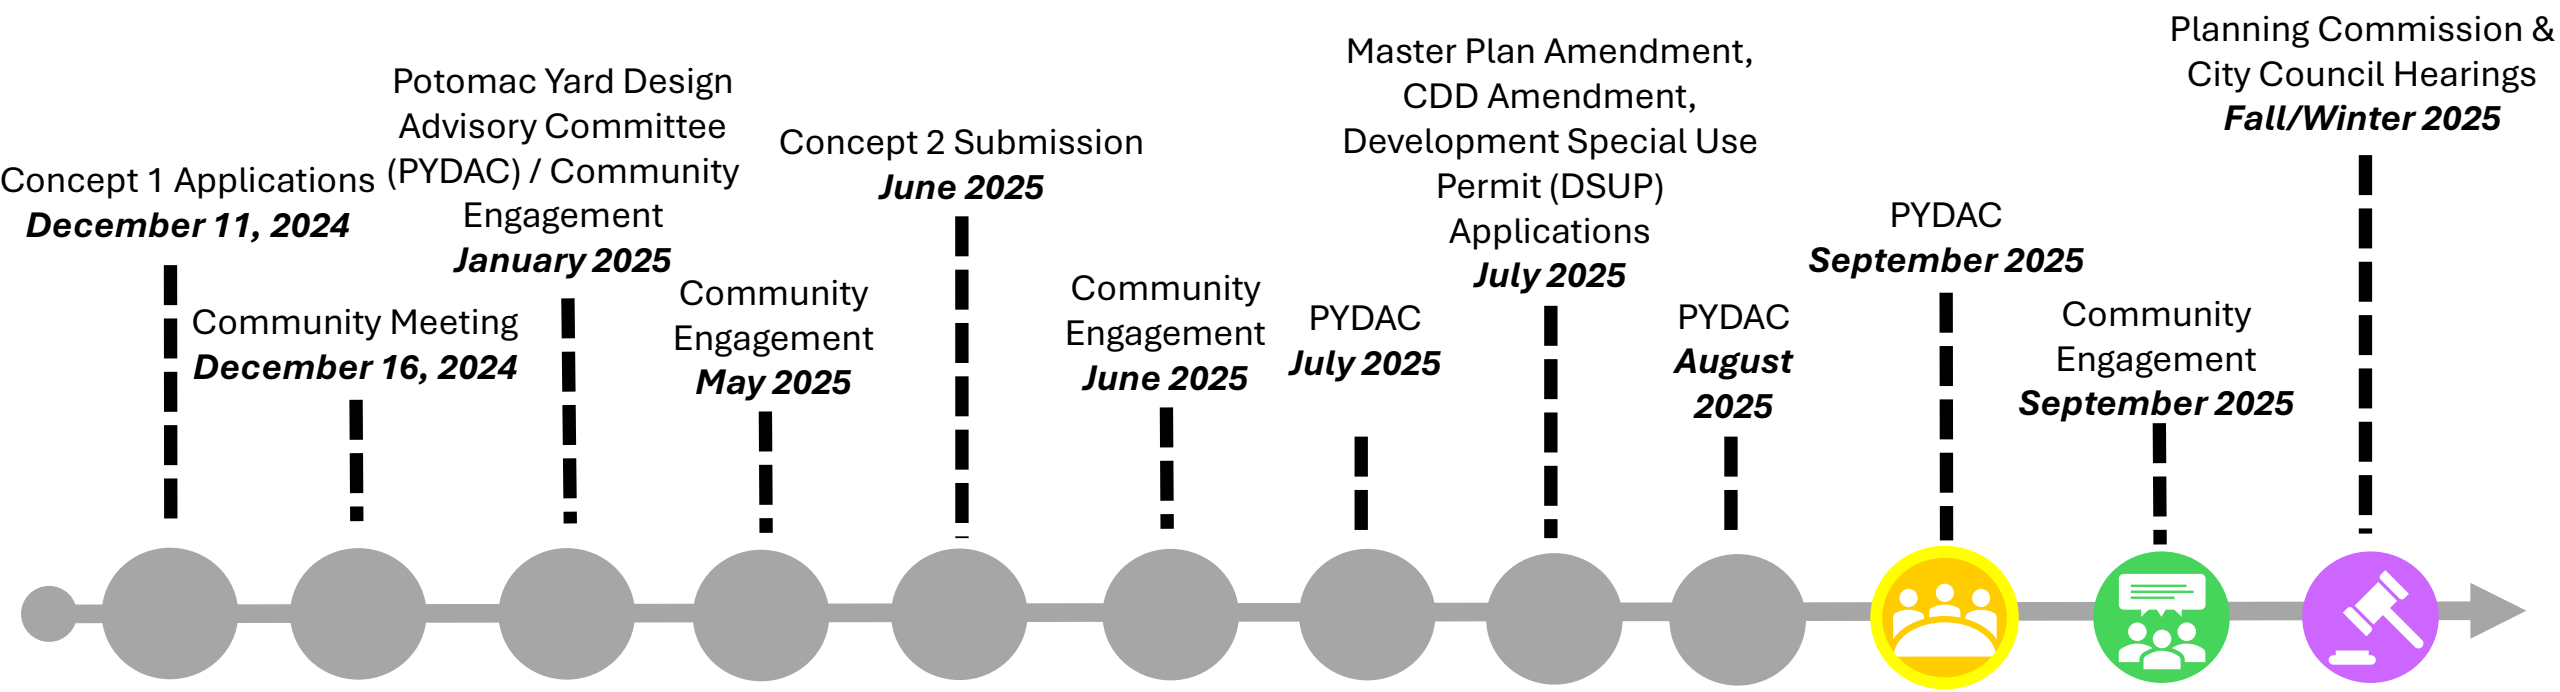 Concept 1 Applications
December 11, 2024
Community Meeting
December 16, 2024
Potomac Yard Design
Advisory Committee
(PYDAC) / Community
Engagement
January 2025
Community
Engagement
May 2025
Concept 2 Submission
June 2025
Community
Engagement
June 2025
PYDAC
July 2025
Master Plan Amendment,
CDD Amendment,
Development Special Use
Permit (DSUP)
Applications
July 2025
PYDAC
August
2025
PYDAC
September 2025
Community
Engagement
September 2025
Planning Commission &
City Council Hearings
Fall/Winter 2025